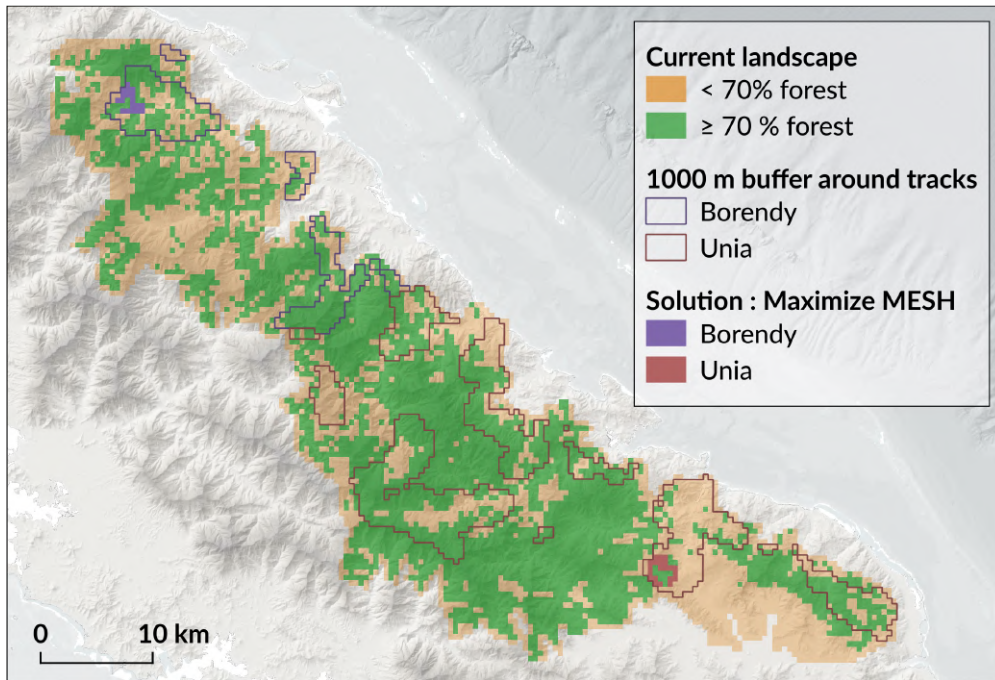 Current landscape
< 70% forest
≥ 70 % forest
1000 m buffer around tracks
Borendy
Unia
Solution : Maximize MESH
Borendy
Unia
0 10 km